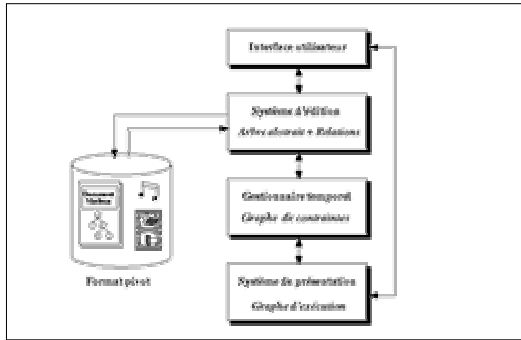 Interface utilisateur
Système d'édition
Arbre abstrait + Relations
Gestionnaire temporel
Graphe de contraintes
Système de présentation
Graphe d'exécution
Document
Format pivot